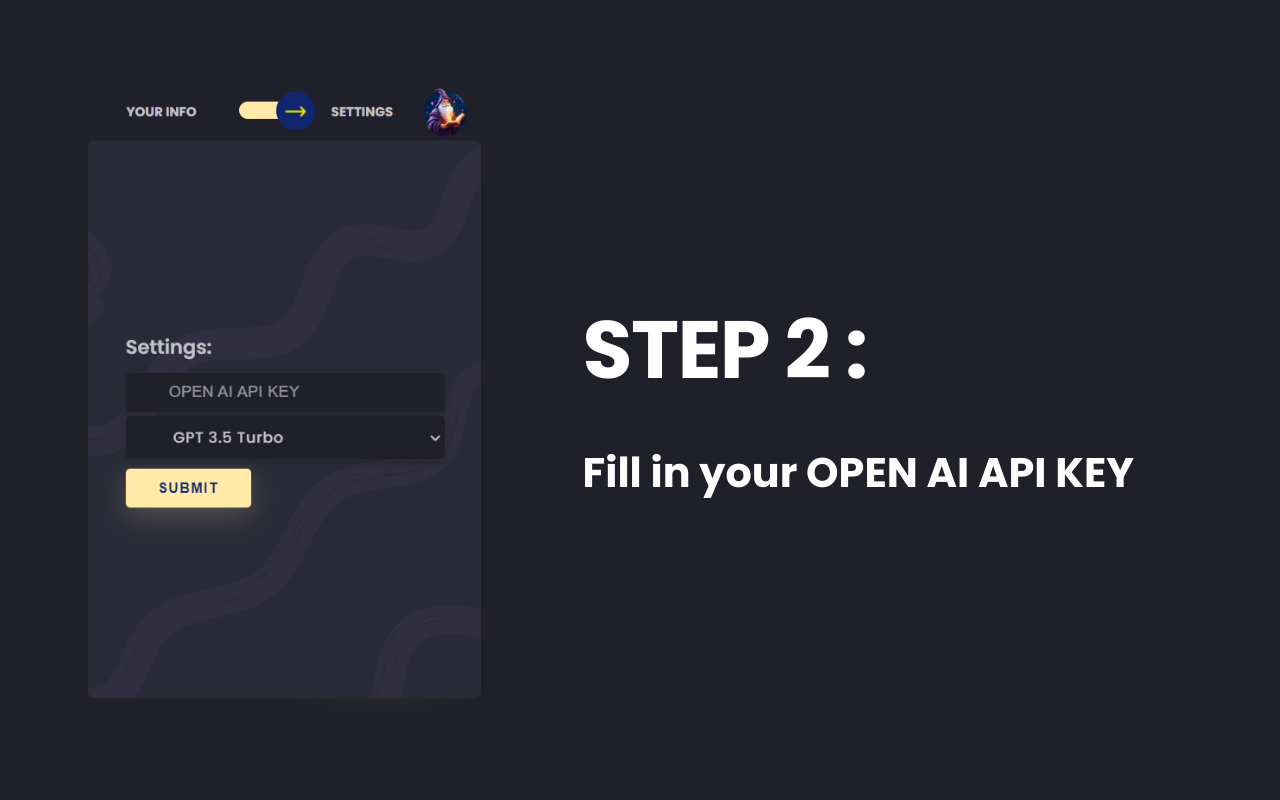 YOUR INFO
SETTINGS
Settings:
OPEN AI API KEY
GPT 3.5 Turbo
SUBMIT
STEP 2 :
Fill in your OPEN AI API KEY